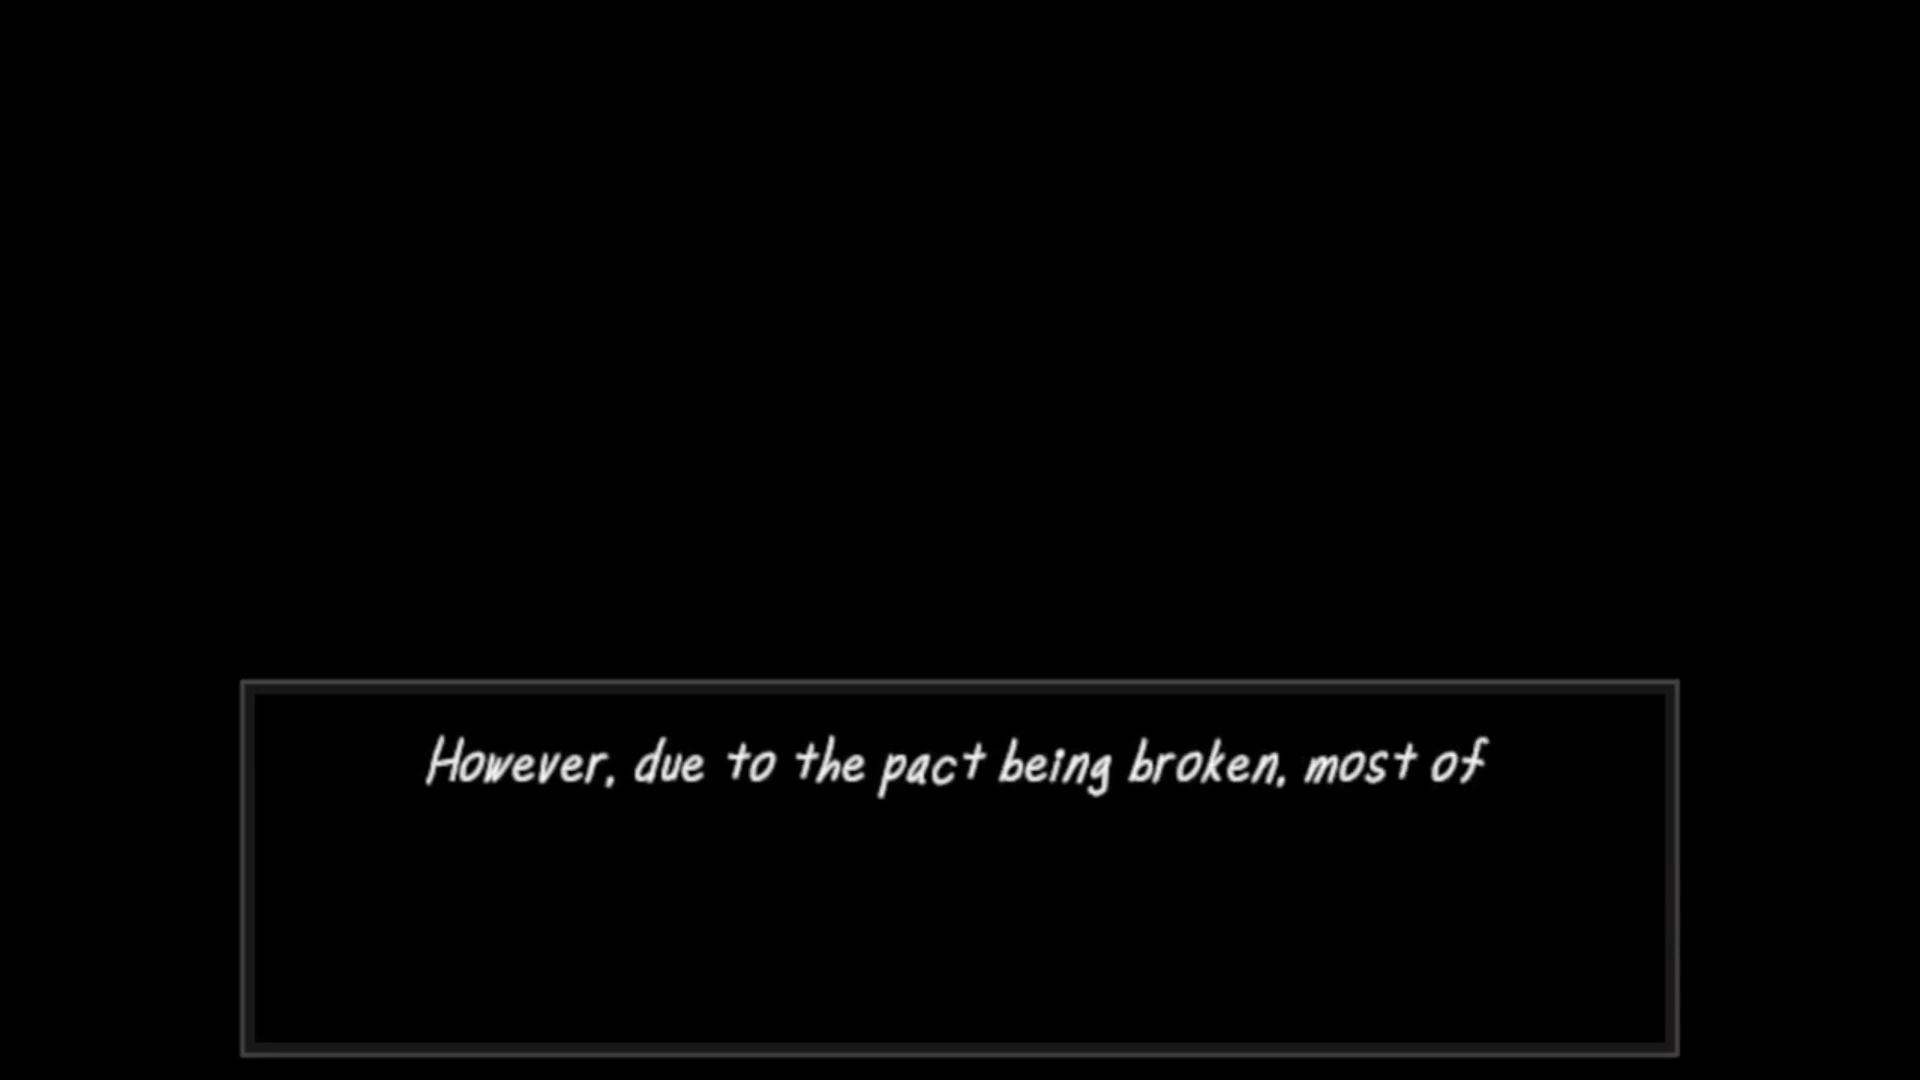 However, due to the pact being broken, most of